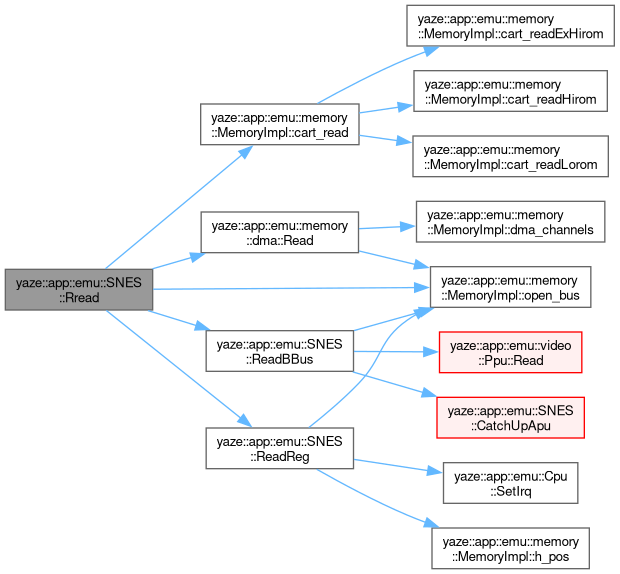 yaze::app::emu::memory
::MemoryImpl::cart_readExHirom
yaze::app::emu::memory
::MemoryImpl::cart_readHirom
yaze::app::emu::memory
::MemoryImpl::cart_read
yaze::app::emu::memory
::MemoryImpl::cart_readLorom
yaze::app::emu::memory
::dma::Read
yaze::app::emu::memory
::MemoryImpl::dma_channels
yaze::app::emu::SNES
::Rread
yaze::app::emu::memory
::MemoryImpl::open_bus
yaze::app::emu::SNES
::ReadBBus
yaze::app::emu::video
::Ppu::Read
yaze::app::emu::SNES
::CatchUpApu
yaze::app::emu::SNES
::ReadReg
yaze::app::emu::Cpu
::SetIrq
yaze::app::emu::memory
::MemoryImpl::h_pos